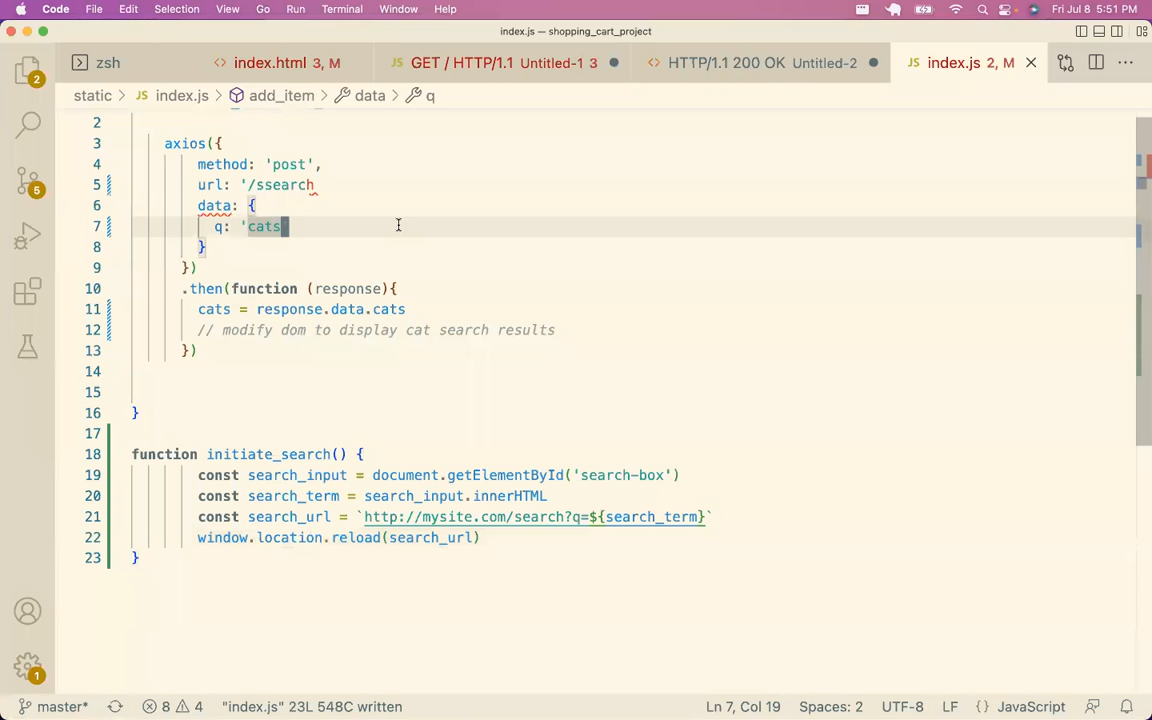 Code File Edit Selection View Go Run Terminal Window Help Fri Jul 8 5:51 PM
index.js — shopping_cart_project
zsh index.html 3, M JS GET / HTTP/1.1 Untitled-1 3 HTTP/1.1 200 OK Untitled-2 JS index.js 2, M
static > JS index.js > add_item > data > q
2
3 axios({
4 method: 'post',
5 url: '/ssearch
6 data: {
7 q: 'cats'
8 }
9 })
10 .then(function (response){
11 cats = response.data.cats
12 // modify dom to display cat search results
13 })
14
15
16 }
17
18 function initiate_search() {
19 const search_input = document.getElementById('search-box')
20 const search_term = search_input.innerHTML
21 const search_url = `http://mysite.com/search?q=${search_term}`
22 window.location.reload(search_url)
23 }
2
5
1
master* 8 4 "index.js" 23L 548C written Ln 7, Col 19 Spaces: 2 UTF-8 LF {} JavaScript